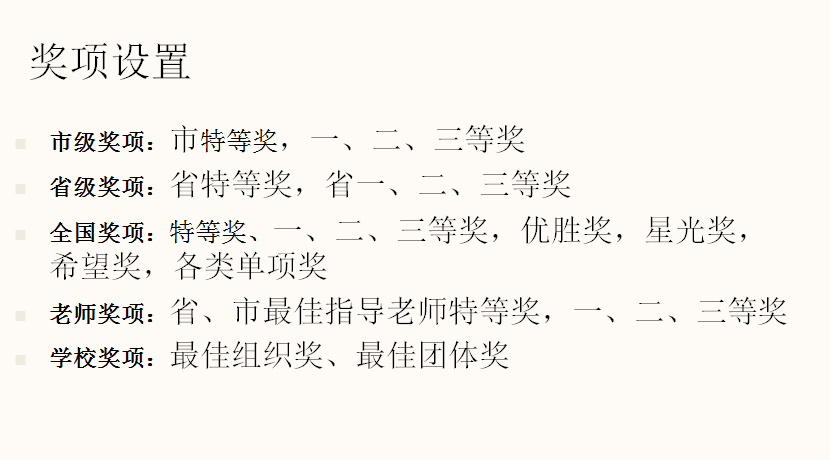 奖项设置
市级奖项：市特等奖，一、二、三等奖
省级奖项：省特等奖，省一、二、三等奖
全国奖项：特等奖、一、二、三等奖，优胜奖，星光奖，
希望奖，各类单项奖
老师奖项：省、市最佳指导老师特等奖，一、二、三等奖
学校奖项：最佳组织奖、最佳团体奖